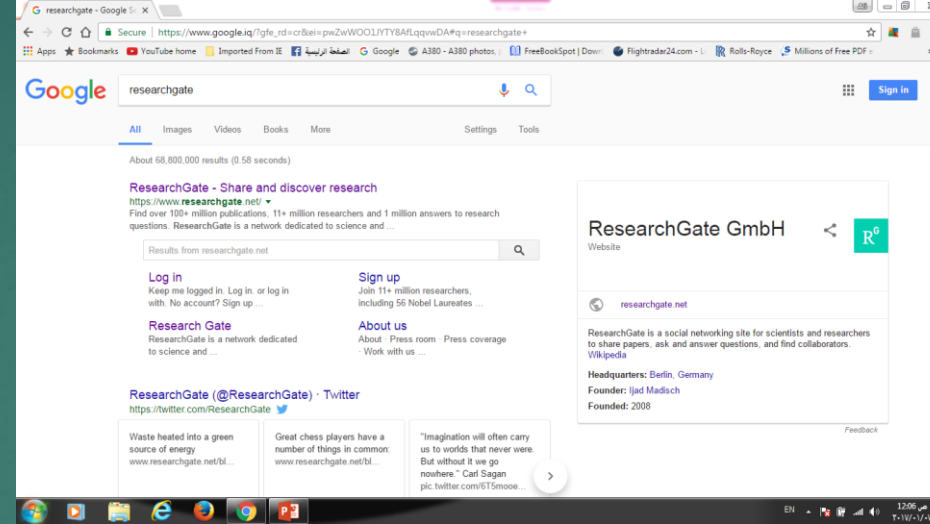 researchgate - Google Se
Secure | https://www.google.iq/?gfe_rd=cr&ei=pwZwWOO1JYTY8AfLqqvwDA#q=researchgate+
Apps Bookmarks YouTube home Imported From IE الصفحة الرئيسية Google A380 - A380 photos, FreeBookSpot | Down Flightradar24.com - L Rolls-Royce Millions of Free PDF e
Google researchgate Sign in
All Images Videos Books More Settings Tools
About 68,800,000 results (0.58 seconds)
ResearchGate - Share and discover research
https://www.researchgate.net/
Find over 100+ million publications, 11+ million researchers and 1 million answers to research
questions. ResearchGate is a network dedicated to science and ...
Results from researchgate.net
Log in
Keep me logged in. Log in. or log in
with. No account? Sign up ...
Sign up
Join 11+ million researchers,
including 56 Nobel Laureates ...
Research Gate
ResearchGate is a network dedicated
to science and ...
About us
About · Press room · Press coverage
· Work with us ...
ResearchGate (@ResearchGate) · Twitter
https://twitter.com/ResearchGate
Waste heated into a green
source of energy
www.researchgate.net/bl...
Great chess players have a
number of things in common:
www.researchgate.net/bl...
"Imagination will often carry
us to worlds that never were.
But without it we go
nowhere." Carl Sagan
pic.twitter.com/6T5mooe...
ResearchGate GmbH
Website
RG
researchgate.net
ResearchGate is a social networking site for scientists and researchers
to share papers, ask and answer questions, and find collaborators.
Wikipedia
Headquarters: Berlin, Germany
Founder: Ijad Madisch
Founded: 2008
Feedback
EN
12:06 ص